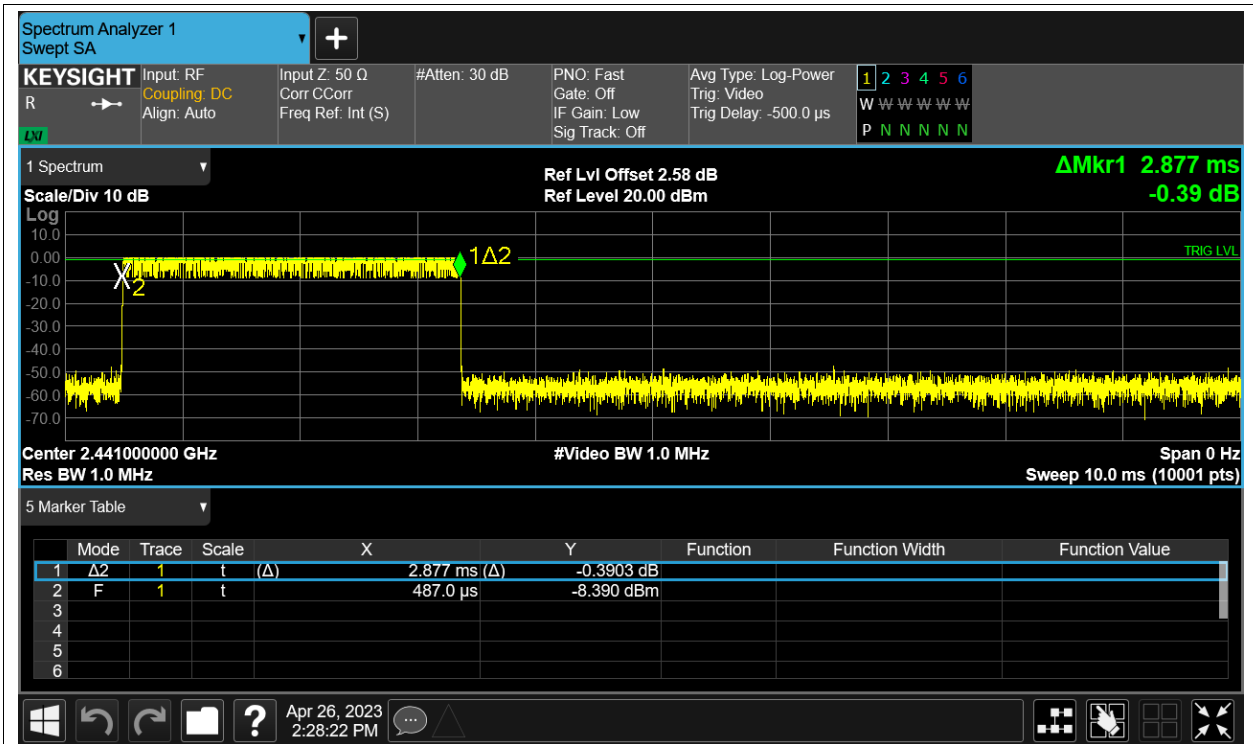 Spectrum Analyzer 1
Swept SA
KEYSIGHT
R
LXI
Input: RF
Coupling: DC
Align: Auto
Input Z: 50 Ω
Corr CCorr
Freq Ref: Int (S)
#Atten: 30 dB
PNO: Fast
Gate: Off
IF Gain: Low
Sig Track: Off
Avg Type: Log-Power
Trig: Video
Trig Delay: -500.0 µs
1 2 3 4 5 6
W W W W W W
P N N N N N
1 Spectrum
Scale/Div 10 dB
Ref Lvl Offset 2.58 dB
Ref Level 20.00 dBm
ΔMkr1 2.877 ms
-0.39 dB
Log
10.0
0.00
-10.0
-20.0
-30.0
-40.0
-50.0
-60.0
-70.0
1Δ2
2
TRIG LVL
Center 2.441000000 GHz
#Video BW 1.0 MHz
Span 0 Hz
Res BW 1.0 MHz
Sweep 10.0 ms (10001 pts)
5 Marker Table
Mode Trace Scale X Y Function Function Width Function Value
1 Δ2 1 t (Δ) 2.877 ms (Δ) -0.3903 dB
2 F 1 t 487.0 µs -8.390 dBm
3
4
5
6
?
Apr 26, 2023
2:28:22 PM